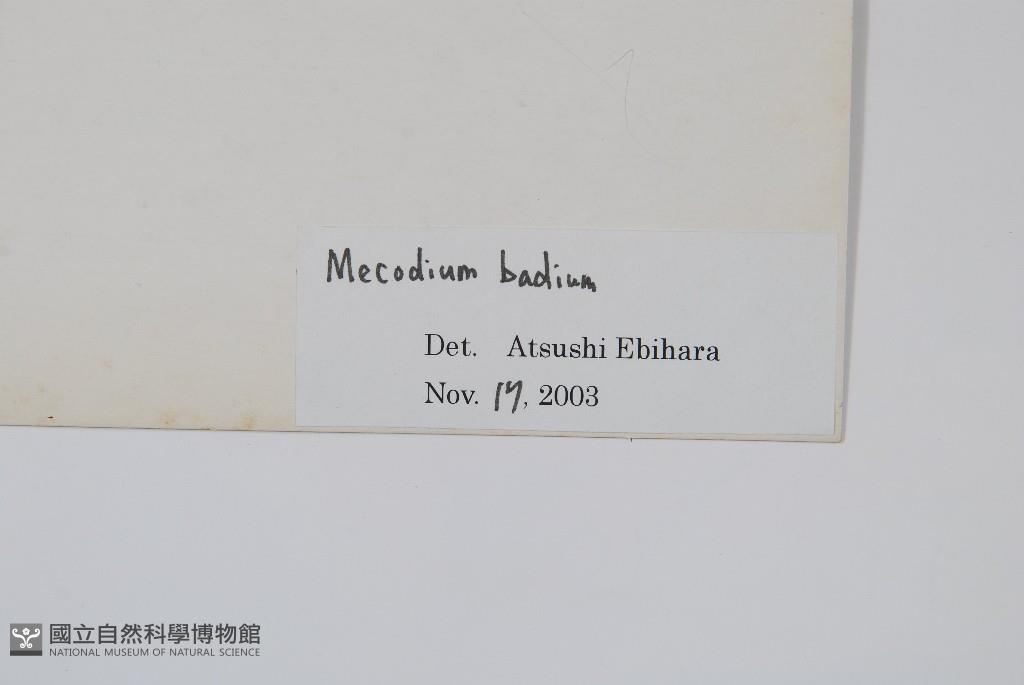 Mecodium badium
Det. Atsushi Ebihara
Nov. 17, 2003
國立自然科學博物館
NATIONAL MUSEUM OF NATURAL SCIENCE